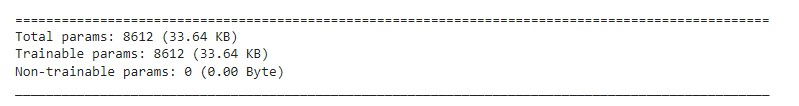 ==================================================================================================
Total params: 8612 (33.64 KB)
Trainable params: 8612 (33.64 KB)
Non-trainable params: 0 (0.00 Byte)
__________________________________________________________________________________________________